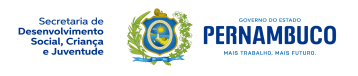 Secretaria de
Desenvolvimento
Social, Criança
e Juventude
GOVERNO DO ESTADO
PERNAMBUCO
MAIS TRABALHO, MAIS FUTURO.